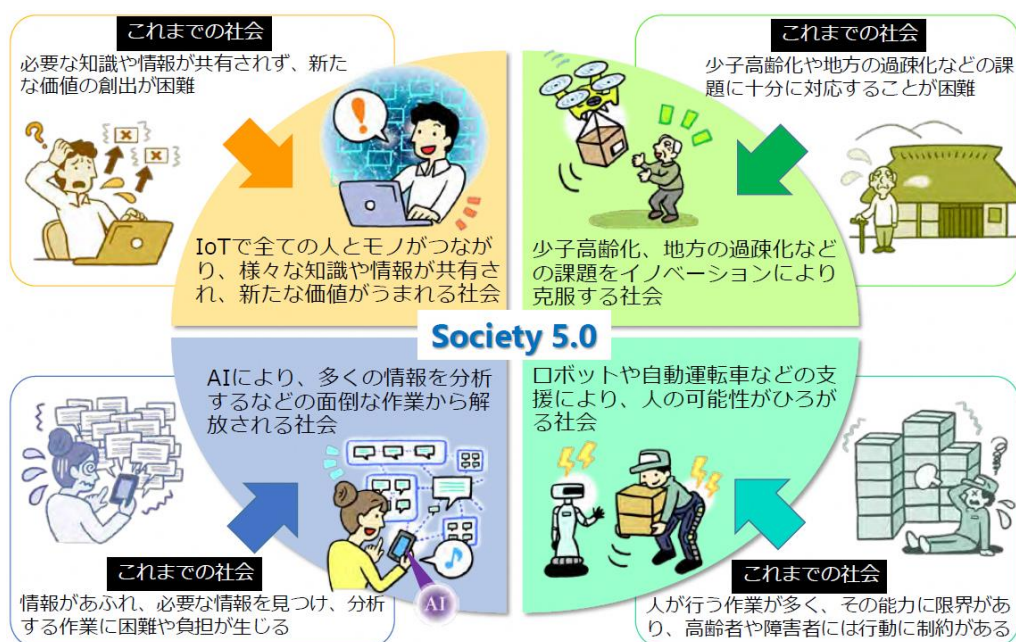 これまでの社会
必要な知識や情報が共有されず、新た
な価値の創出が困難
IoTで全ての人とモノがつなが
り、様々な知識や情報が共有さ
れ、新たな価値がうまれる社会
これまでの社会
少子高齢化や地方の過疎化などの課
題に十分に対応することが困難
少子高齢化、地方の過疎化など
の課題をイノベーションにより
克服する社会
Society 5.0
AIにより、多くの情報を分析
するなどの面倒な作業から解
放される社会
AI
これまでの社会
情報があふれ、必要な情報を見つけ、分析
する作業に困難や負担が生じる
ロボットや自動運転車などの支
援により、人の可能性がひろが
る社会
これまでの社会
人が行う作業が多く、その能力に限界があ
り、高齢者や障害者には行動に制約がある